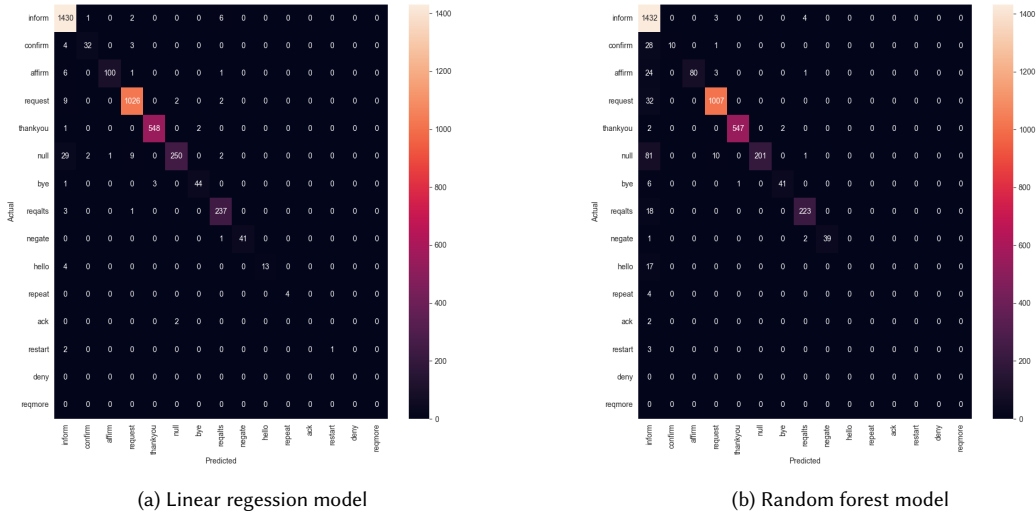 inform 1430 1 0 2 0 0 0 6 0 0 0 0 0 0 0
confirm 4 32 0 3 0 0 0 0 0 0 0 0 0 0 0
affirm 6 0 100 1 0 0 0 1 0 0 0 0 0 0 0
request 9 0 0 1026 0 2 0 2 0 0 0 0 0 0 0
thankyou 1 0 0 0 548 0 2 0 0 0 0 0 0 0 0
null 29 2 1 9 0 250 0 2 0 0 0 0 0 0 0
bye 1 0 0 0 3 0 44 0 0 0 0 0 0 0 0
reqalts 3 0 0 1 0 0 0 237 0 0 0 0 0 0 0
negate 0 0 0 0 0 0 0 1 41 0 0 0 0 0 0
hello 4 0 0 0 0 0 0 0 0 13 0 0 0 0 0
repeat 0 0 0 0 0 0 0 0 0 0 4 0 0 0 0
ack 0 0 0 0 0 2 0 0 0 0 0 0 0 0 0
restart 2 0 0 0 0 0 0 0 0 0 0 0 1 0 0
deny 0 0 0 0 0 0 0 0 0 0 0 0 0 0 0
reqmore 0 0 0 0 0 0 0 0 0 0 0 0 0 0 0
Actual
inform confirm affirm request thankyou null bye reqalts negate hello repeat ack restart deny reqmore
Predicted
1400
1200
1000
800
600
400
200
0
(a) Linear regession model
inform 1432 0 0 3 0 0 0 4 0 0 0 0 0 0 0
confirm 28 10 0 1 0 0 0 0 0 0 0 0 0 0 0
affirm 24 0 80 3 0 0 0 1 0 0 0 0 0 0 0
request 32 0 0 1007 0 0 0 0 0 0 0 0 0 0 0
thankyou 2 0 0 0 547 0 2 0 0 0 0 0 0 0 0
null 81 0 0 10 0 201 0 1 0 0 0 0 0 0 0
bye 6 0 0 0 1 0 41 0 0 0 0 0 0 0 0
reqalts 18 0 0 0 0 0 0 223 0 0 0 0 0 0 0
negate 1 0 0 0 0 0 0 2 39 0 0 0 0 0 0
hello 17 0 0 0 0 0 0 0 0 0 0 0 0 0 0
repeat 4 0 0 0 0 0 0 0 0 0 0 0 0 0 0
ack 2 0 0 0 0 0 0 0 0 0 0 0 0 0 0
restart 3 0 0 0 0 0 0 0 0 0 0 0 0 0 0
deny 0 0 0 0 0 0 0 0 0 0 0 0 0 0 0
reqmore 0 0 0 0 0 0 0 0 0 0 0 0 0 0 0
Actual
inform confirm affirm request thankyou null bye reqalts negate hello repeat ack restart deny reqmore
Predicted
1400
1200
1000
800
600
400
200
0
(b) Random forest model